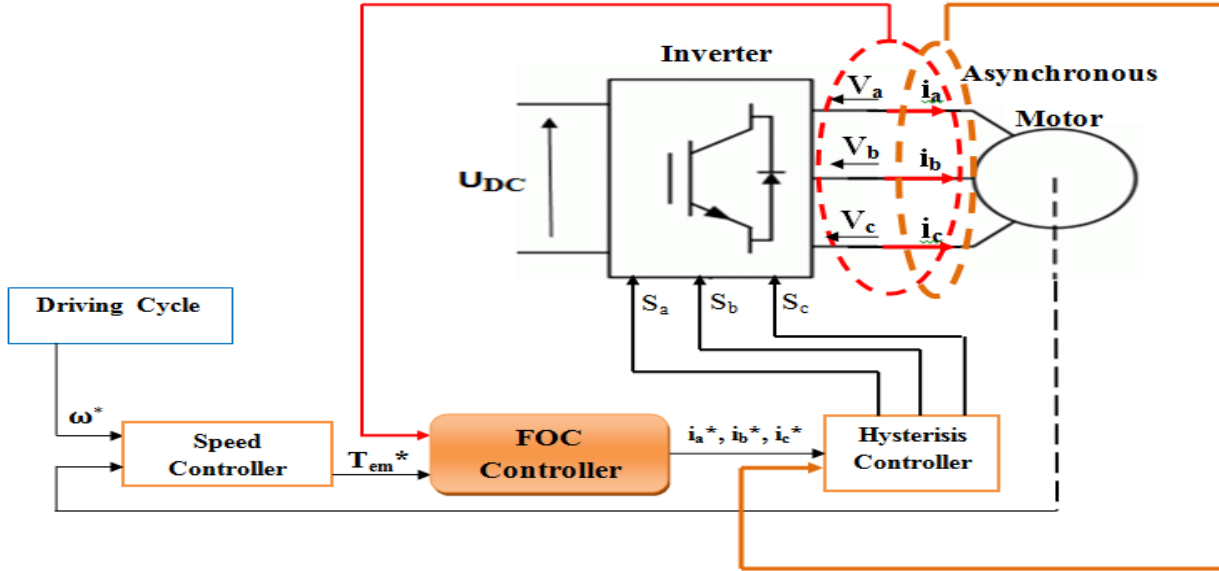 Inverter
Asynchronous
Motor
Va
ia
Vb
ib
Vc
ic
UDC
Sa
Sb
Sc
Driving Cycle
ω*
Speed
Controller
Tem*
FOC
Controller
ia*, ib*, ic*
Hysterisis
Controller